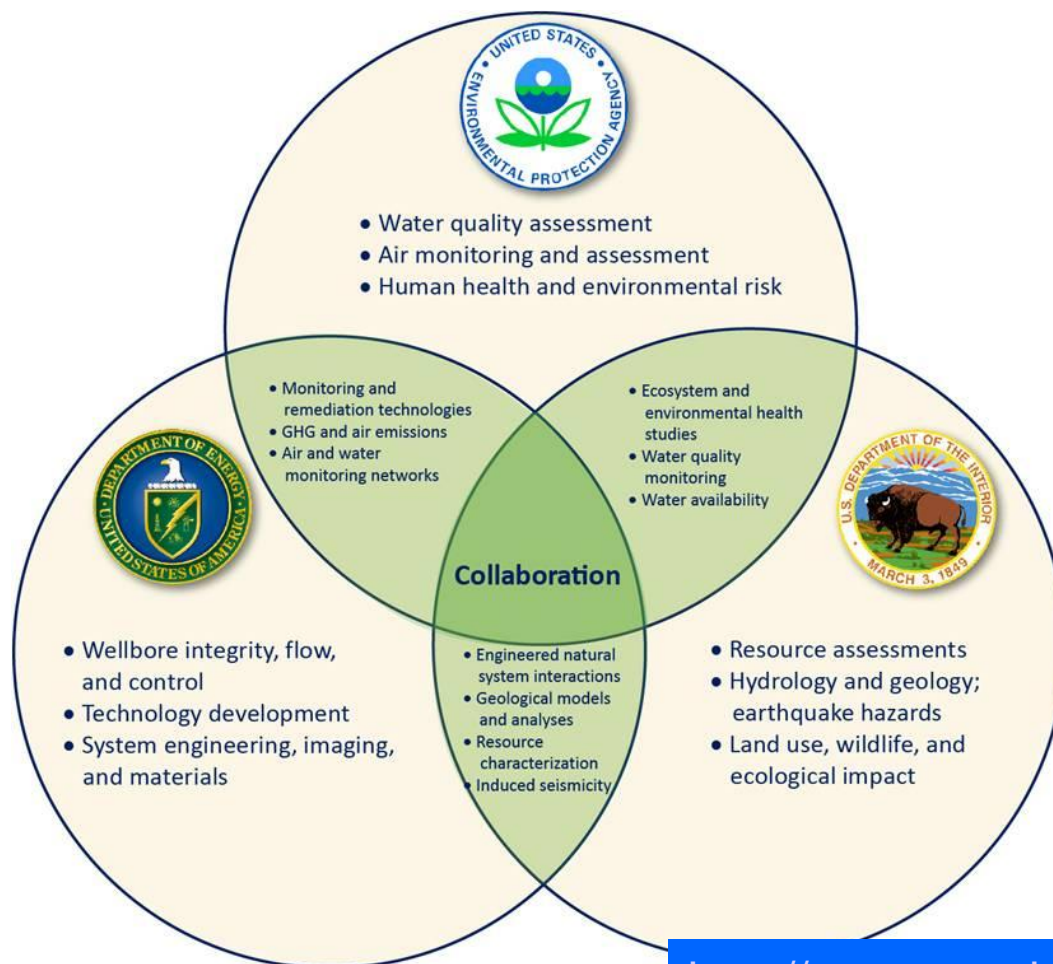 UNITED STATES
ENVIRONMENTAL PROTECTION AGENCY
• Water quality assessment
• Air monitoring and assessment
• Human health and environmental risk
• Monitoring and
remediation technologies
• GHG and air emissions
• Air and water
monitoring networks
• Ecosystem and
environmental health
studies
• Water quality
monitoring
• Water availability
DEPARTMENT OF ENERGY
UNITED STATES OF AMERICA
U.S. DEPARTMENT OF THE INTERIOR
MARCH 3, 1849
Collaboration
• Wellbore integrity, flow,
and control
• Technology development
• System engineering, imaging,
and materials
• Engineered natural
system interactions
• Geological models
and analyses
• Resource
characterization
• Induced seismicity
• Resource assessments
• Hydrology and geology;
earthquake hazards
• Land use, wildlife, and
ecological impact